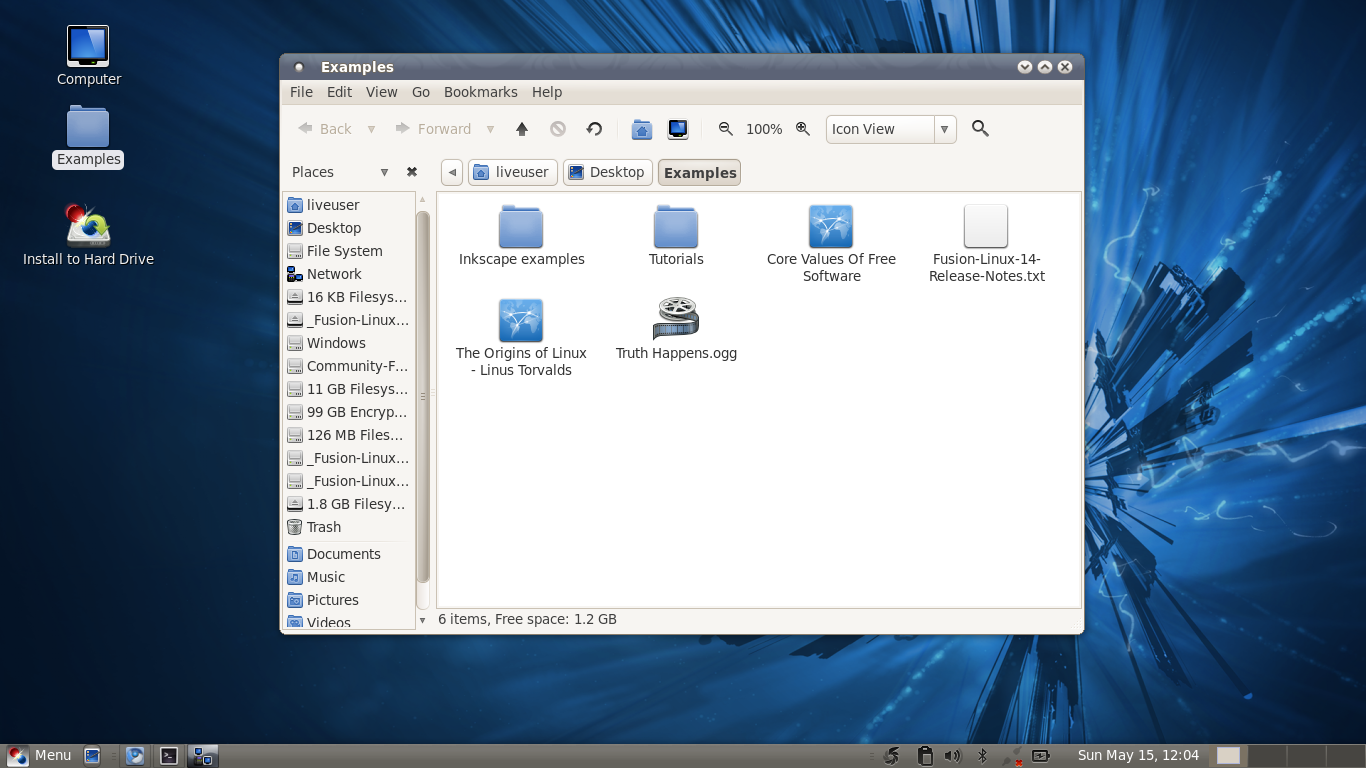 Computer
Examples
Install to Hard Drive
Examples
File Edit View Go Bookmarks Help
Back Forward 100% Icon View
Places liveuser Desktop Examples
liveuser
Desktop
File System
Network
16 KB Filesys...
_Fusion-Linux...
Windows
Community-F...
11 GB Filesys...
99 GB Encryp...
126 MB Files...
_Fusion-Linux...
_Fusion-Linux...
1.8 GB Filesy...
Trash
Documents
Music
Pictures
Videos
Inkscape examples
Tutorials
Core Values Of Free
Software
Fusion-Linux-14-
Release-Notes.txt
The Origins of Linux
- Linus Torvalds
Truth Happens.ogg
6 items, Free space: 1.2 GB
Menu
Sun May 15, 12:04